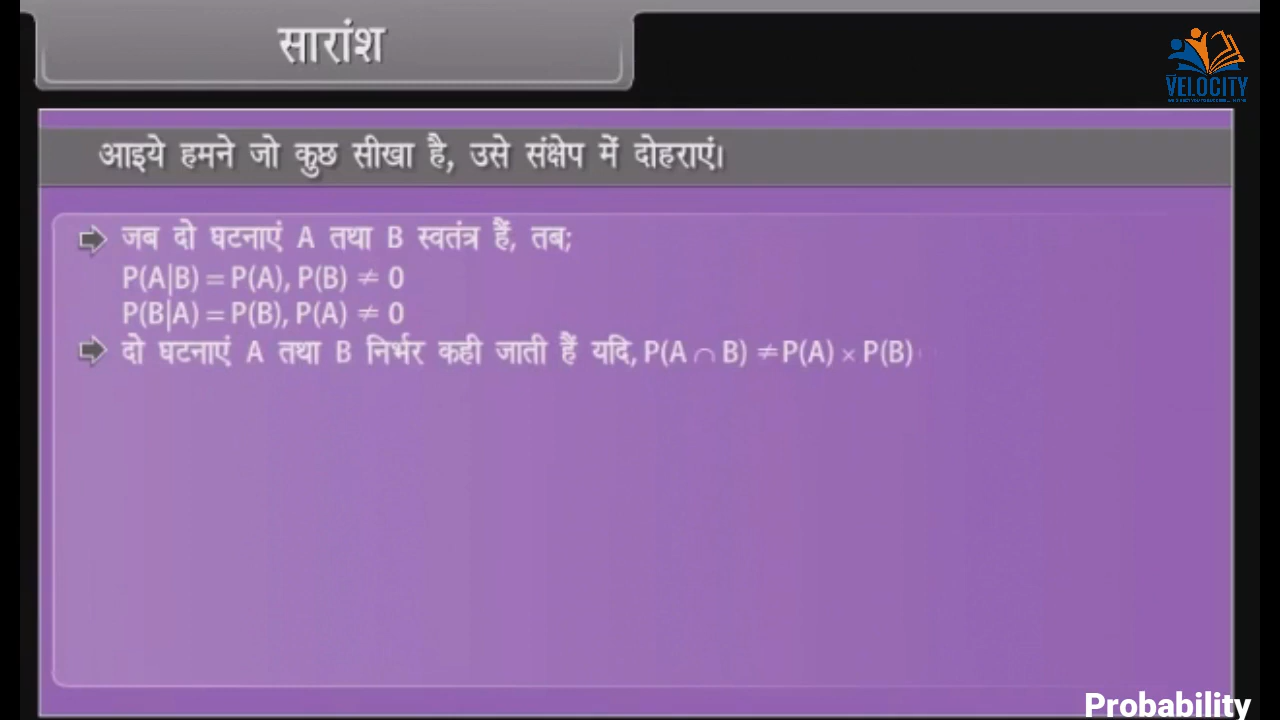 सारांश
VELOCITY
आइये हमने जो कुछ सीखा है, उसे संक्षेप में दोहराएं।
जब दो घटनाएं A तथा B स्वतंत्र हैं, तब;
P(A|B) = P(A), P(B) ≠ 0
P(B|A) = P(B), P(A) ≠ 0
दो घटनाएं A तथा B निर्भर कही जाती हैं यदि, P(A ∩ B) ≠ P(A) × P(B)
Probability